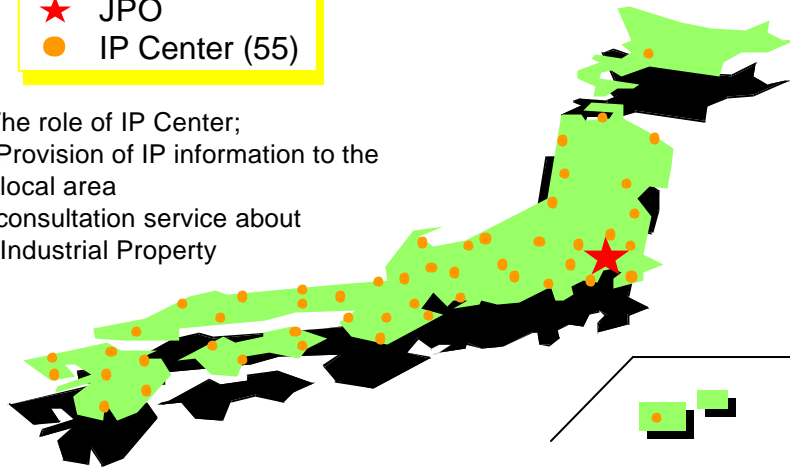 JPO
IP Center (55)
The role of IP Center;
Provision of IP information to the
local area
consultation service about
Industrial Property